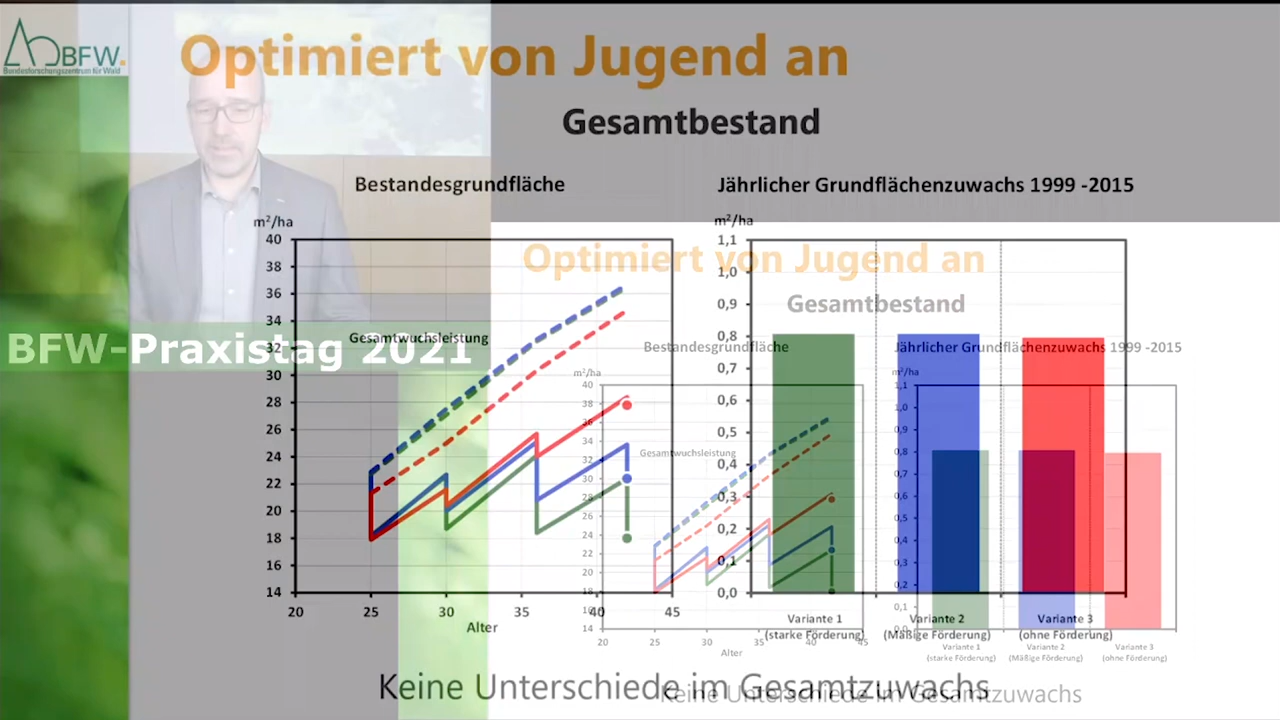 BFW.
Bundesforschungszentrum für Wald
Optimiert von Jugend an
Gesamtbestand
Bestandesgrundfläche
Jährlicher Grundflächenzuwachs 1999 -2015
m²/ha
40
38
36
34
32
30
28
26
24
22
20
18
16
14
20 25 30 35 40 45
Alter
Gesamtwuchsleistung
m²/ha
1,1
1,0
0,9
0,8
0,7
0,6
0,5
0,4
0,3
0,2
0,1
0,0
Variante 1
(starke Förderung)
Variante 2
(Mäßige Förderung)
Variante 3
(ohne Förderung)
Keine Unterschiede im Gesamtzuwachs
BFW-Praxistag 2021
Optimiert von Jugend an
Gesamtbestand
Bestandesgrundfläche
Jährlicher Grundflächenzuwachs 1999 -2015
m²/ha
40
38
36
34
32
30
28
26
24
22
20
18
16
14
20 25 30 35 40 45
Alter
Gesamtwuchsleistung
m²/ha
1,1
1,0
0,9
0,8
0,7
0,6
0,5
0,4
0,3
0,2
0,1
0,0
Variante 1
(starke Förderung)
Variante 2
(Mäßige Förderung)
Variante 3
(ohne Förderung)
Keine Unterschiede im Gesamtzuwachs